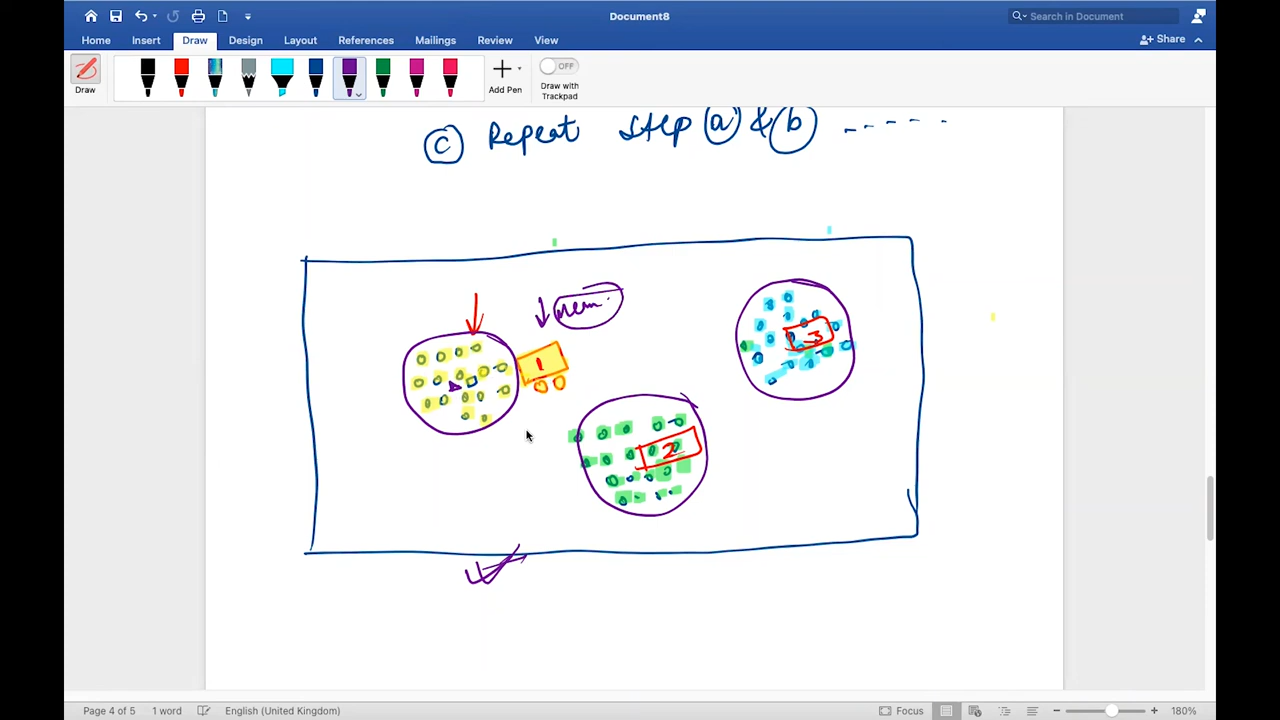 Document8
Search in Document
Home Insert Draw Design Layout References Mailings Review View
Share
Draw
Add Pen
OFF
Draw with
Trackpad
c Repeat step a & b -----
1
2
3
Page 4 of 5 1 word English (United Kingdom)
Focus
180%